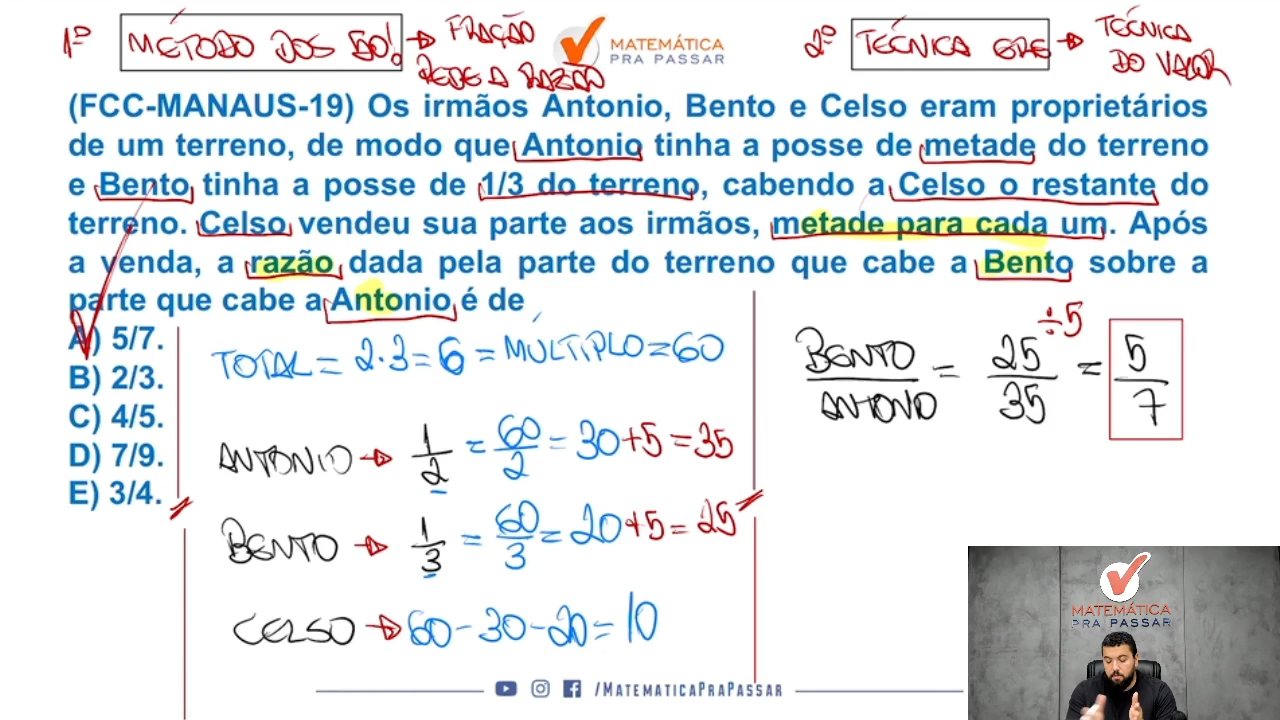 1º MÉTODO DOS 50! → FRAÇÃO
PEDE A RAZÃO
MATEMÁTICA
PRA PASSAR
2º TÉCNICA → TÉCNICA
DO VALOR
(FCC-MANAUS-19) Os irmãos Antonio, Bento e Celso eram proprietários
de um terreno, de modo que Antonio tinha a posse de metade do terreno
e Bento tinha a posse de 1/3 do terreno, cabendo a Celso o restante do
terreno. Celso vendeu sua parte aos irmãos, metade para cada um. Após
a venda, a razão dada pela parte do terreno que cabe a Bento sobre a
parte que cabe a Antonio é de
A) 5/7.
B) 2/3.
C) 4/5.
D) 7/9.
E) 3/4.
TOTAL = 2·3 = 6 = MÚLTIPLO = 60
ANTONIO → 1/2 = 60/2 = 30 + 5 = 35
BENTO → 1/3 = 60/3 = 20 + 5 = 25
CELSO → 60 - 30 - 20 = 10
BENTO/ANTONIO = 25/35 ÷5 = 5/7
MATEMÁTICA
PRA PASSAR
/MATEMATICAPRAPASSAR